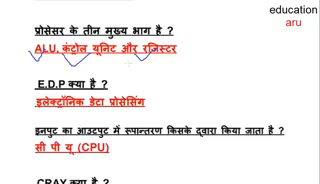 education
aru
प्रोसेसर के तीन मुख्य भाग है ?
ALU, कंट्रोल यूनिट और रजिस्टर
E.D.P क्या है ?
इलेक्ट्रॉनिक डेटा प्रोसेसिंग
इनपुट का आउटपुट में रूपान्तरण किसके द्वारा किया जाता है ?
सी पी यू (CPU)
CRAY क्या है ?